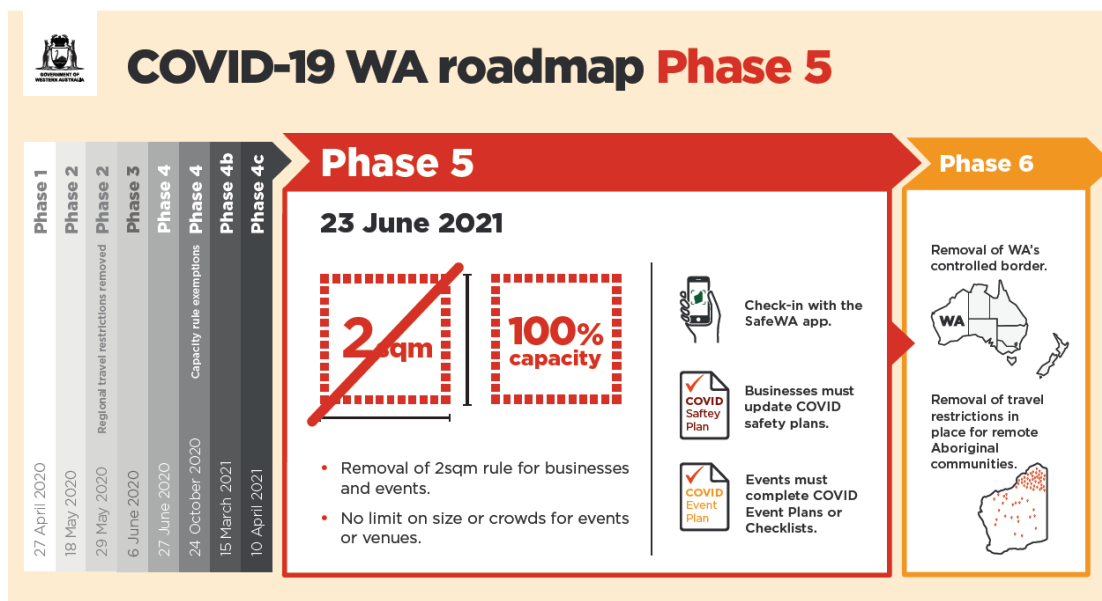 GOVERNMENT OF
WESTERN AUSTRALIA
COVID-19 WA roadmap Phase 5
Phase 1
27 April 2020
Phase 2
18 May 2020
Phase 2
Regional travel restrictions removed
29 May 2020
Phase 3
6 June 2020
Phase 4
27 June 2020
Phase 4
Capacity rule exemptions
24 October 2020
Phase 4b
15 March 2021
Phase 4c
10 April 2021
Phase 5
23 June 2021
2sqm
100%
capacity
• Removal of 2sqm rule for businesses
and events.
• No limit on size or crowds for events
or venues.
Check-in with the
SafeWA app.
COVID
Saftey
Plan
Businesses must
update COVID
safety plans.
COVID
Event
Plan
Events must
complete COVID
Event Plans or
Checklists.
Phase 6
Removal of WA's
controlled border.
WA
Removal of travel
restrictions in
place for remote
Aboriginal
communities.